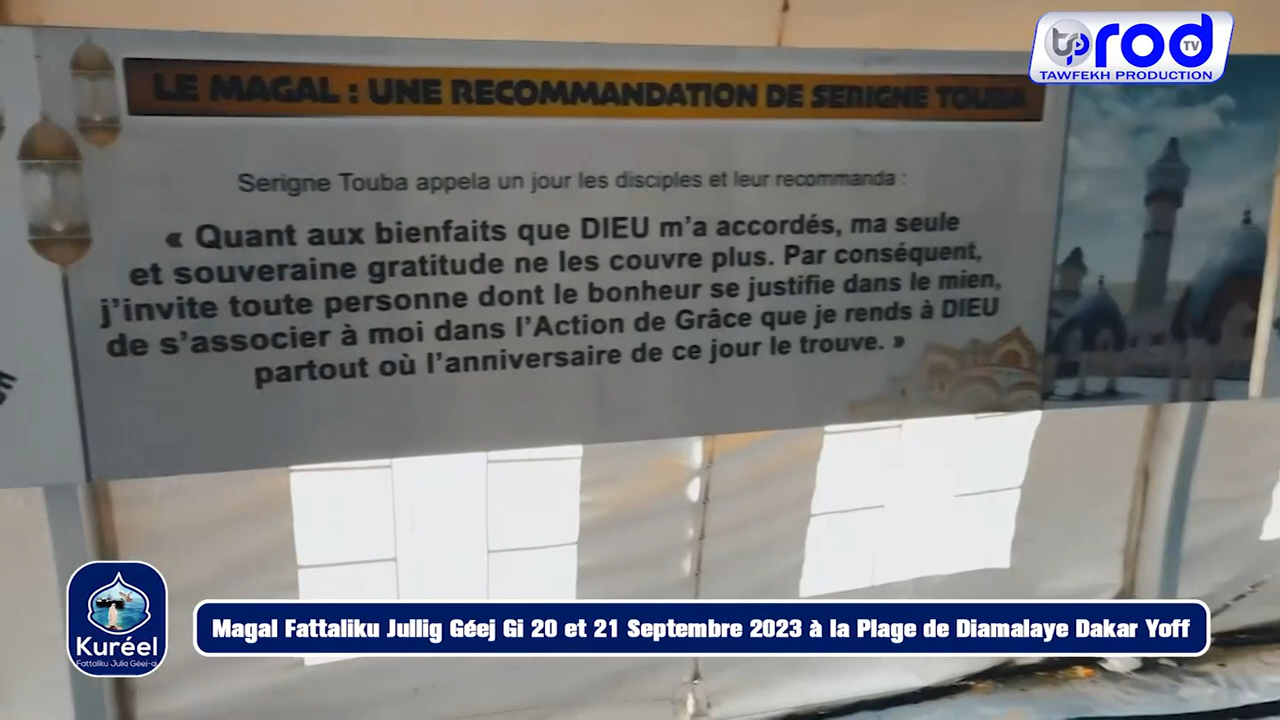 tprod TV
TAWFEKH PRODUCTION
LE MAGAL : UNE RECOMMANDATION DE SERIGNE TOUBA
Serigne Touba appela un jour les disciples et leur recommanda :
« Quant aux bienfaits que DIEU m'a accordés, ma seule
et souveraine gratitude ne les couvre plus. Par conséquent,
j'invite toute personne dont le bonheur se justifie dans le mien,
de s'associer à moi dans l'Action de Grâce que je rends à DIEU
partout où l'anniversaire de ce jour le trouve. »
Kuréel
Fattaliku Julig Géej-gi
Magal Fattaliku Jullig Géej Gi 20 et 21 Septembre 2023 à la Plage de Diamalaye Dakar Yoff